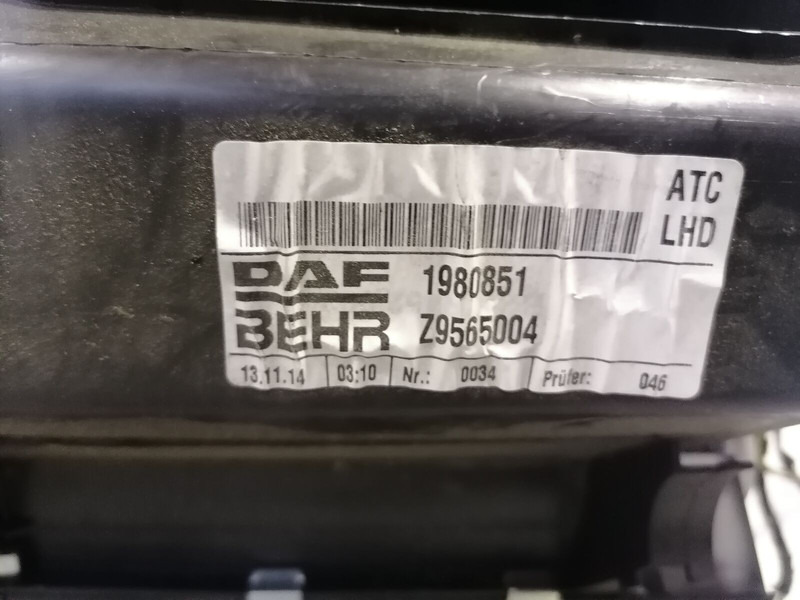 ATC
LHD
DAF 1980851
BEHR Z9565004
13.11.14 03:10 Nr.: 0034 Prüfer: 046